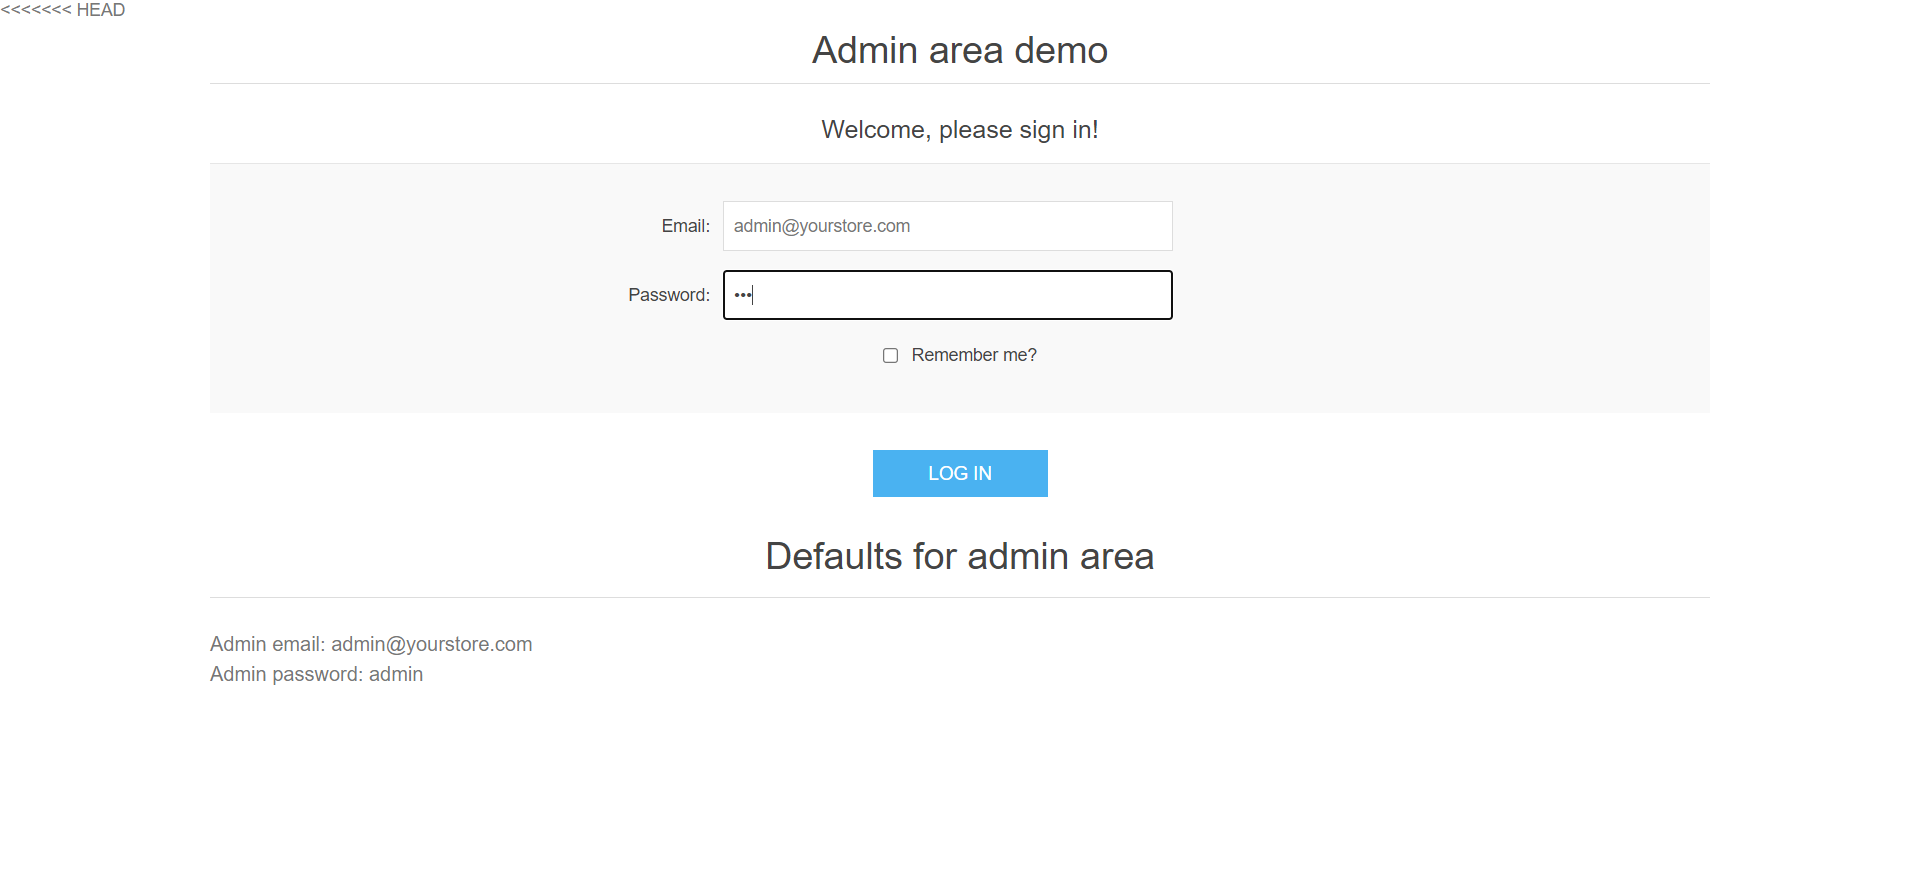 <<<<<<< HEAD
Admin area demo
Welcome, please sign in!
Email: admin@yourstore.com
Password: •••
Remember me?
LOG IN
Defaults for admin area
Admin email: admin@yourstore.com
Admin password: admin